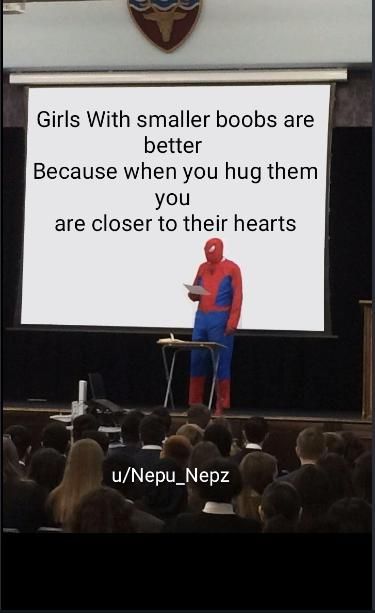 Girls With smaller boobs are
better
Because when you hug them
you
are closer to their hearts
u/Nepu_Nepz